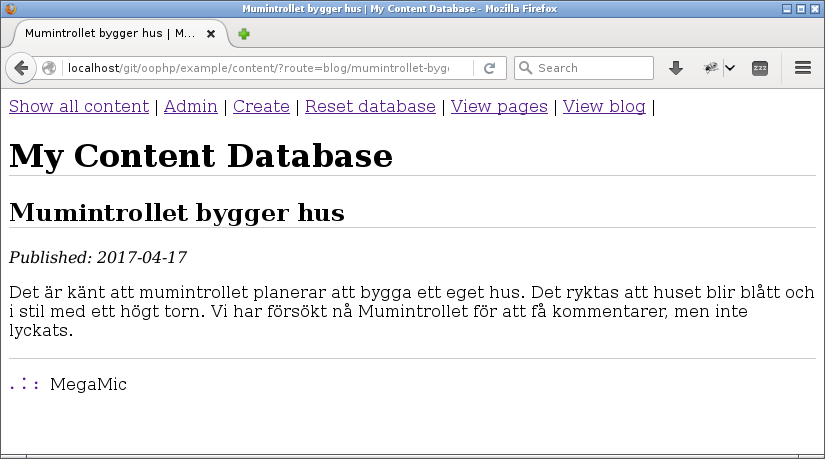 Mumintrollet bygger hus | My Content Database - Mozilla Firefox
Mumintrollet bygger hus | M...
localhost/git/oophp/example/content/?route=blog/mumintrollet-byg
Search
zzz
Show all content | Admin | Create | Reset database | View pages | View blog |
My Content Database
Mumintrollet bygger hus
Published: 2017-04-17
Det är känt att mumintrollet planerar att bygga ett eget hus. Det ryktas att huset blir blått och
i stil med ett högt torn. Vi har försökt nå Mumintrollet för att få kommentarer, men inte
lyckats.
. : : MegaMic